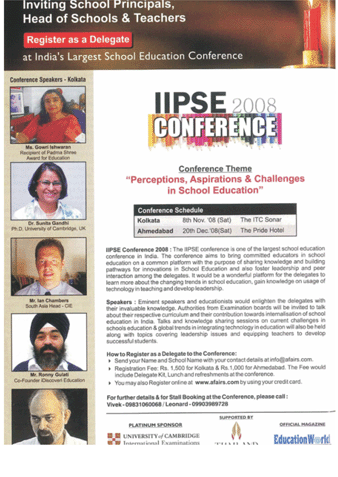 Inviting School Principals,
Head of Schools & Teachers
Register as a Delegate
at India's Largest School Education Conference
Conference Speakers - Kolkata
Ms. Gowri Ishwaran
Recipient of Padma Shree
Award for Education
Dr. Sunita Gandhi
Ph.D. University of Cambridge, UK
Mr. Ian Chambers
South Asia Head - CIE
Mr. Ronny Gulati
Co-Founder iDiscoveri Education
IIPSE 2008
CONFERENCE
Conference Theme
"Perceptions, Aspirations & Challenges
in School Education"
Conference Schedule
Kolkata 8th Nov. '08 (Sat) The ITC Sonar
Ahmedabad 20th Dec.'08(Sat) The Pride Hotel
IIPSE Conference 2008 : The IIPSE conference is one of the largest school education
conference in India. The conference aims to bring committed educators in school
education on a common platform with the purpose of sharing knowledge and building
pathways for innovations in School Education and also foster leadership and peer
interaction among the delegates. It would be a wonderful platform for the delegates to
learn more about the changing trends in school education, gain knowledge on usage of
technology in teaching and develop leadership.
Speakers : Eminent speakers and educationists would enlighten the delegates with
their invaluable knowledge. Authorities from Examination boards will be invited to talk
about their respective curriculum and their contribution towards internalisation of school
education in India. Talks and knowledge sharing sessions on current challenges in
schools education & global trends in integrating technology in education will also be held
along with topics covering leadership issues and equipping teachers to develop
successful students.
How to Register as a Delegate to the Conference:
Send your Name and School Name with your contact details at info@afairs.com.
Registration Fee: Rs. 1,500 for Kolkata & Rs.1,000 for Ahmedabad. The Fee would
include Delegate Kit, Lunch and refreshments at the conference.
You may also Register online at www.afairs.com by using your credit card.
For further details & for Stall Booking at the Conference, please call :
Vivek - 09831060068 / Leonard - 09903989728
PLATINUM SPONSOR
UNIVERSITY of CAMBRIDGE
International Examinations
SUPPORTED BY
THAILAND
OFFICIAL MAGAZINE
EducationWorld